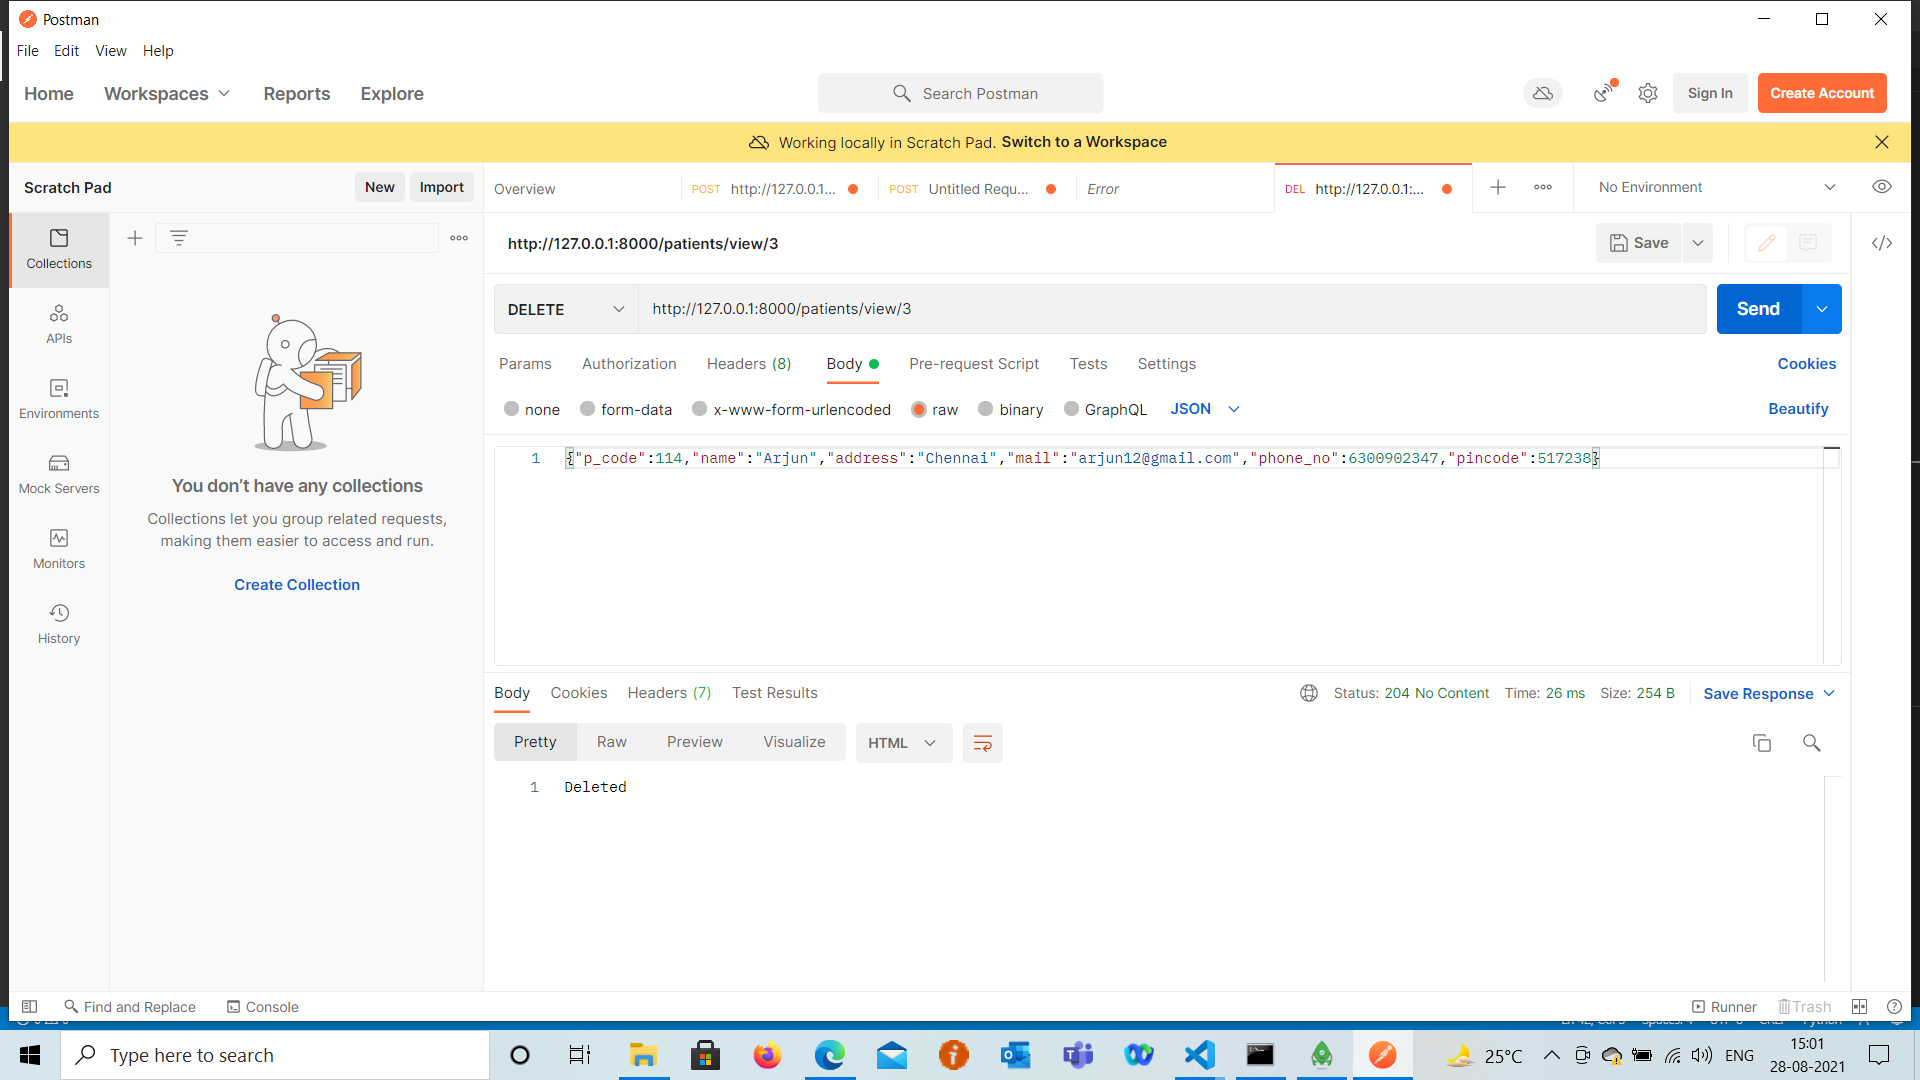 Postman
File Edit View Help
Home Workspaces Reports Explore
Search Postman
Sign In Create Account
Working locally in Scratch Pad. Switch to a Workspace
Scratch Pad New Import
Overview POST http://127.0.0.1... POST Untitled Requ... Error DEL http://127.0.0.1:... No Environment
Collections
APIs
Environments
Mock Servers
Monitors
History
You don’t have any collections
Collections let you group related requests,
making them easier to access and run.
Create Collection
http://127.0.0.1:8000/patients/view/3
Save
DELETE http://127.0.0.1:8000/patients/view/3 Send
Params Authorization Headers (8) Body Pre-request Script Tests Settings Cookies
none form-data x-www-form-urlencoded raw binary GraphQL JSON Beautify
1 {"p_code":114,"name":"Arjun","address":"Chennai","mail":"arjun12@gmail.com","phone_no":6300902347,"pincode":517238}
Body Cookies Headers (7) Test Results Status: 204 No Content Time: 26 ms Size: 254 B Save Response
Pretty Raw Preview Visualize HTML
1 Deleted
Find and Replace Console Runner Trash
Type here to search
25°C ENG
15:01
28-08-2021